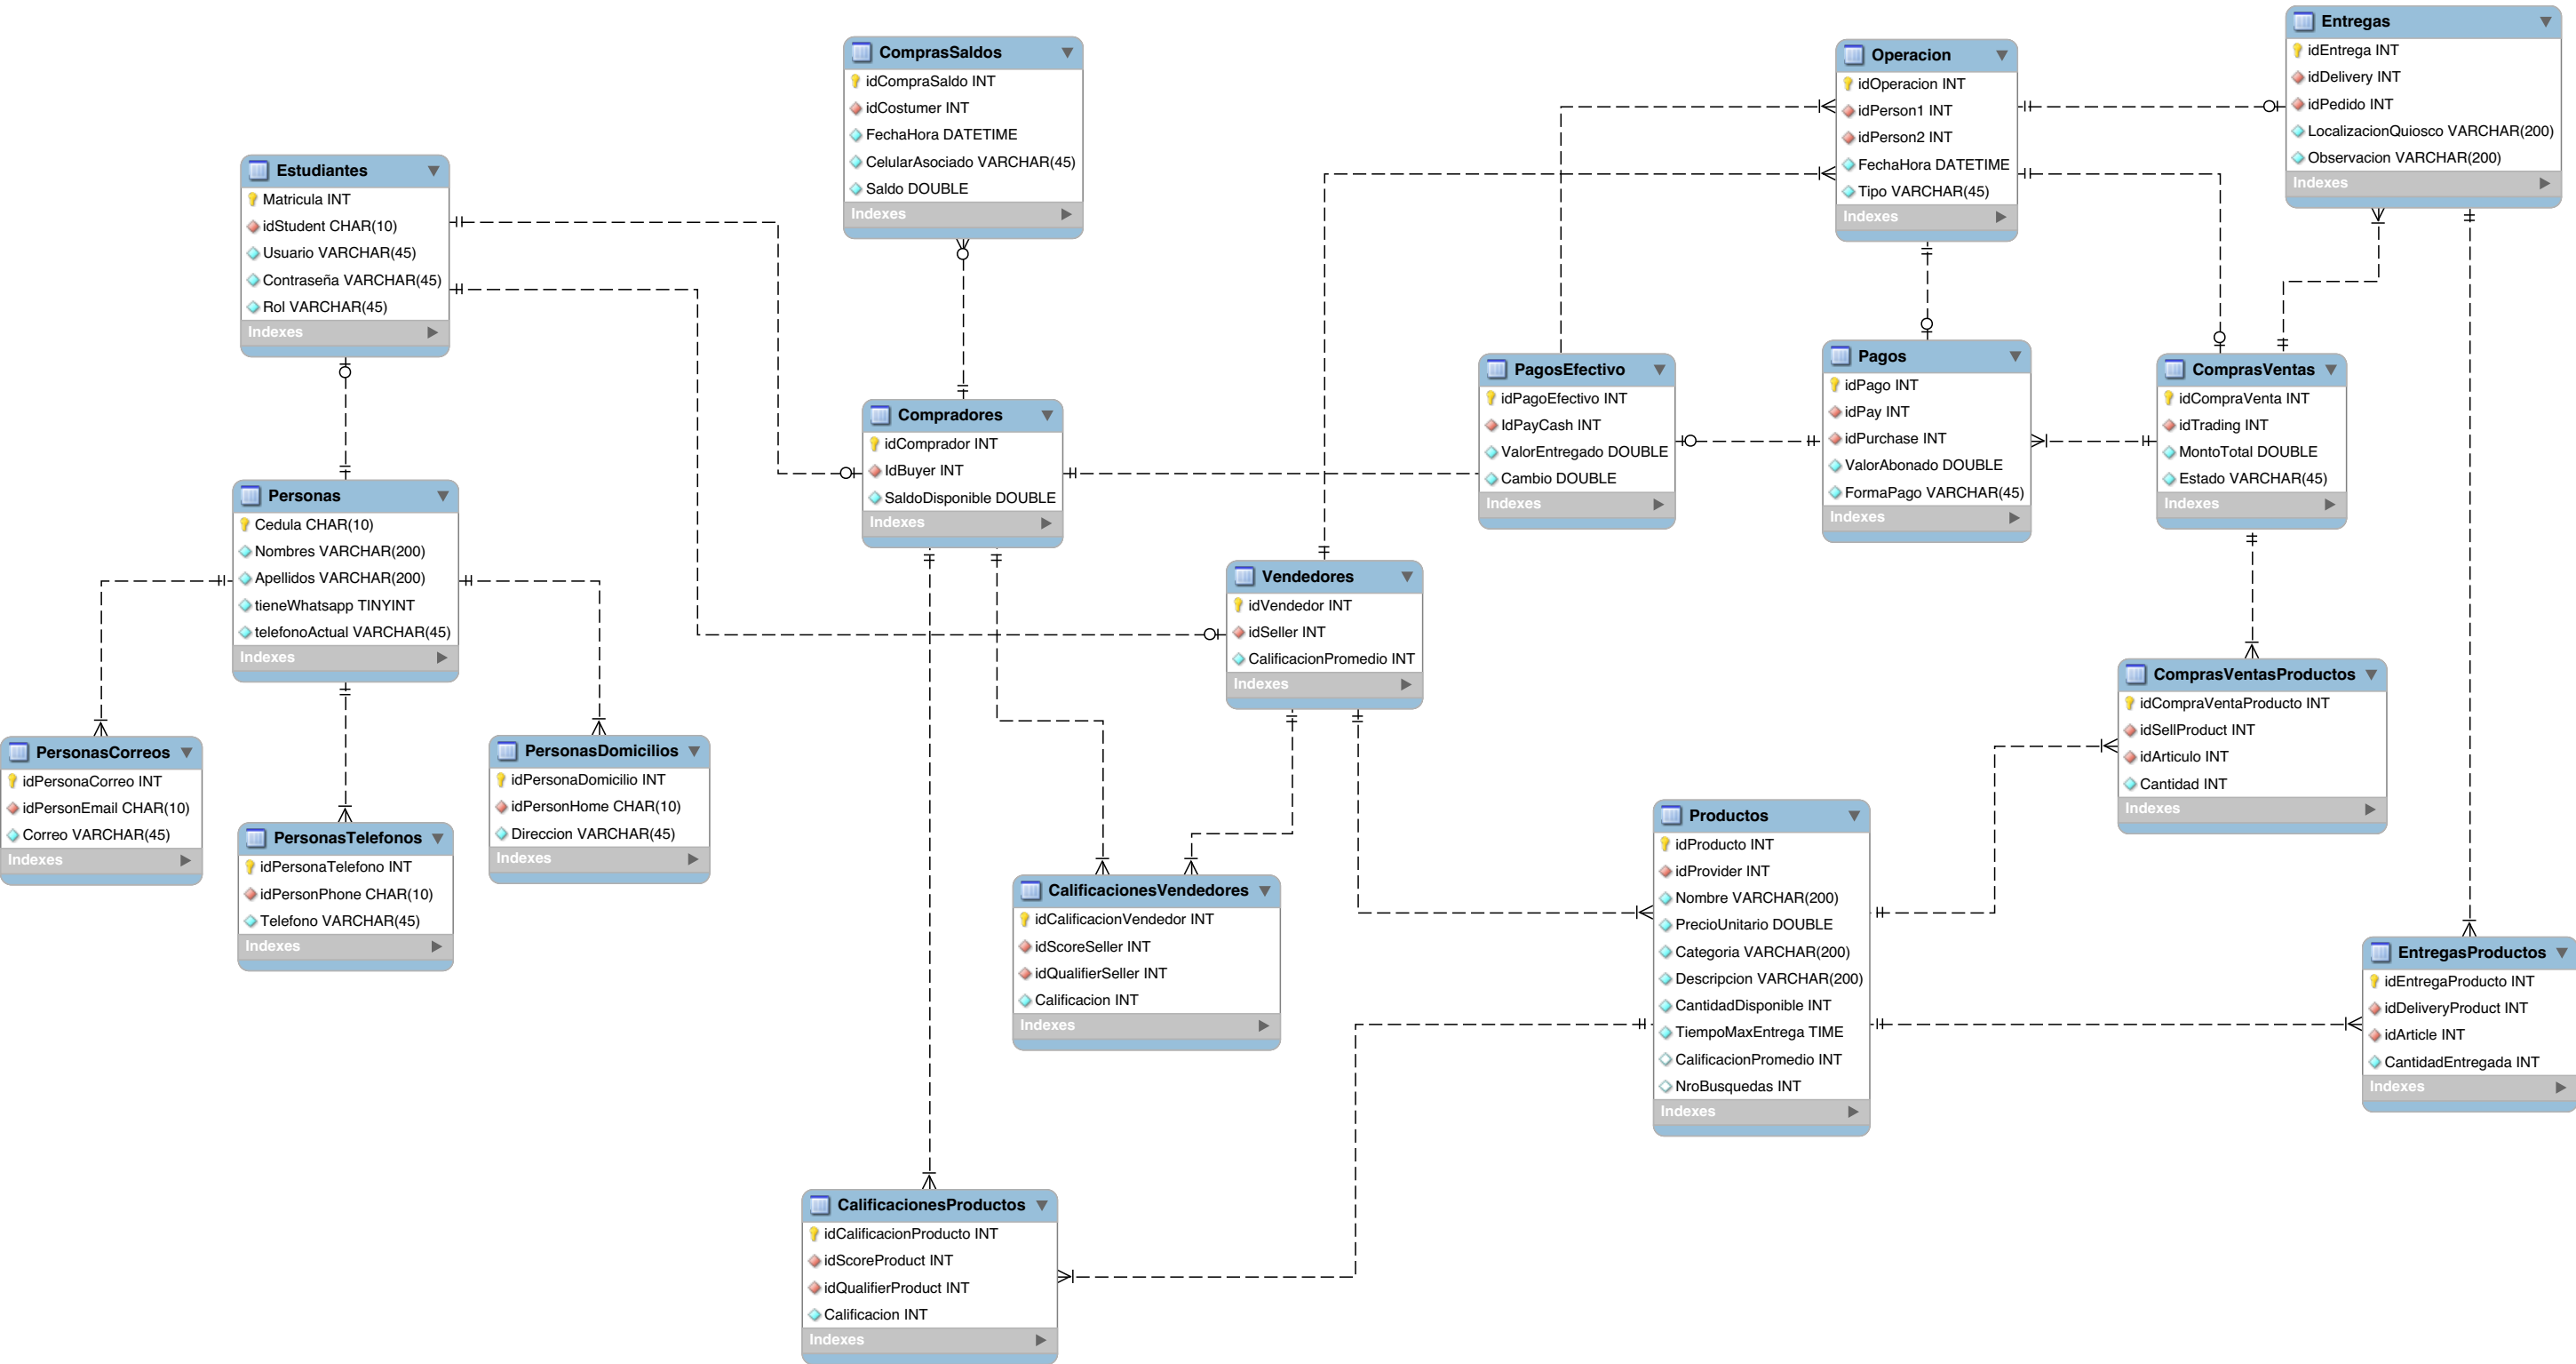 ComprasSaldos
idCompraSaldo INT
idCostumer INT
FechaHora DATETIME
CelularAsociado VARCHAR(45)
Saldo DOUBLE
Indexes
Operacion
idOperacion INT
idPerson1 INT
idPerson2 INT
FechaHora DATETIME
Tipo VARCHAR(45)
Indexes
Entregas
idEntrega INT
idDelivery INT
idPedido INT
LocalizacionQuiosco VARCHAR(200)
Observacion VARCHAR(200)
Indexes
Estudiantes
Matricula INT
idStudent CHAR(10)
Usuario VARCHAR(45)
Contraseña VARCHAR(45)
Rol VARCHAR(45)
Indexes
Compradores
idComprador INT
IdBuyer INT
SaldoDisponible DOUBLE
Indexes
PagosEfectivo
idPagoEfectivo INT
IdPayCash INT
ValorEntregado DOUBLE
Cambio DOUBLE
Indexes
Pagos
idPago INT
idPay INT
idPurchase INT
ValorAbonado DOUBLE
FormaPago VARCHAR(45)
Indexes
ComprasVentas
idCompraVenta INT
idTrading INT
MontoTotal DOUBLE
Estado VARCHAR(45)
Indexes
Personas
Cedula CHAR(10)
Nombres VARCHAR(200)
Apellidos VARCHAR(200)
tieneWhatsapp TINYINT
telefonoActual VARCHAR(45)
Indexes
Vendedores
idVendedor INT
idSeller INT
CalificacionPromedio INT
Indexes
ComprasVentasProductos
idCompraVentaProducto INT
idSellProduct INT
idArticulo INT
Cantidad INT
Indexes
PersonasCorreos
idPersonaCorreo INT
idPersonEmail CHAR(10)
Correo VARCHAR(45)
Indexes
PersonasTelefonos
idPersonaTelefono INT
idPersonPhone CHAR(10)
Telefono VARCHAR(45)
Indexes
PersonasDomicilios
idPersonaDomicilio INT
idPersonHome CHAR(10)
Direccion VARCHAR(45)
Indexes
CalificacionesVendedores
idCalificacionVendedor INT
idScoreSeller INT
idQualifierSeller INT
Calificacion INT
Indexes
Productos
idProducto INT
idProvider INT
Nombre VARCHAR(200)
PrecioUnitario DOUBLE
Categoria VARCHAR(200)
Descripcion VARCHAR(200)
CantidadDisponible INT
TiempoMaxEntrega TIME
CalificacionPromedio INT
NroBusquedas INT
Indexes
EntregasProductos
idEntregaProducto INT
idDeliveryProduct INT
idArticle INT
CantidadEntregada INT
Indexes
CalificacionesProductos
idCalificacionProducto INT
idScoreProduct INT
idQualifierProduct INT
Calificacion INT
Indexes